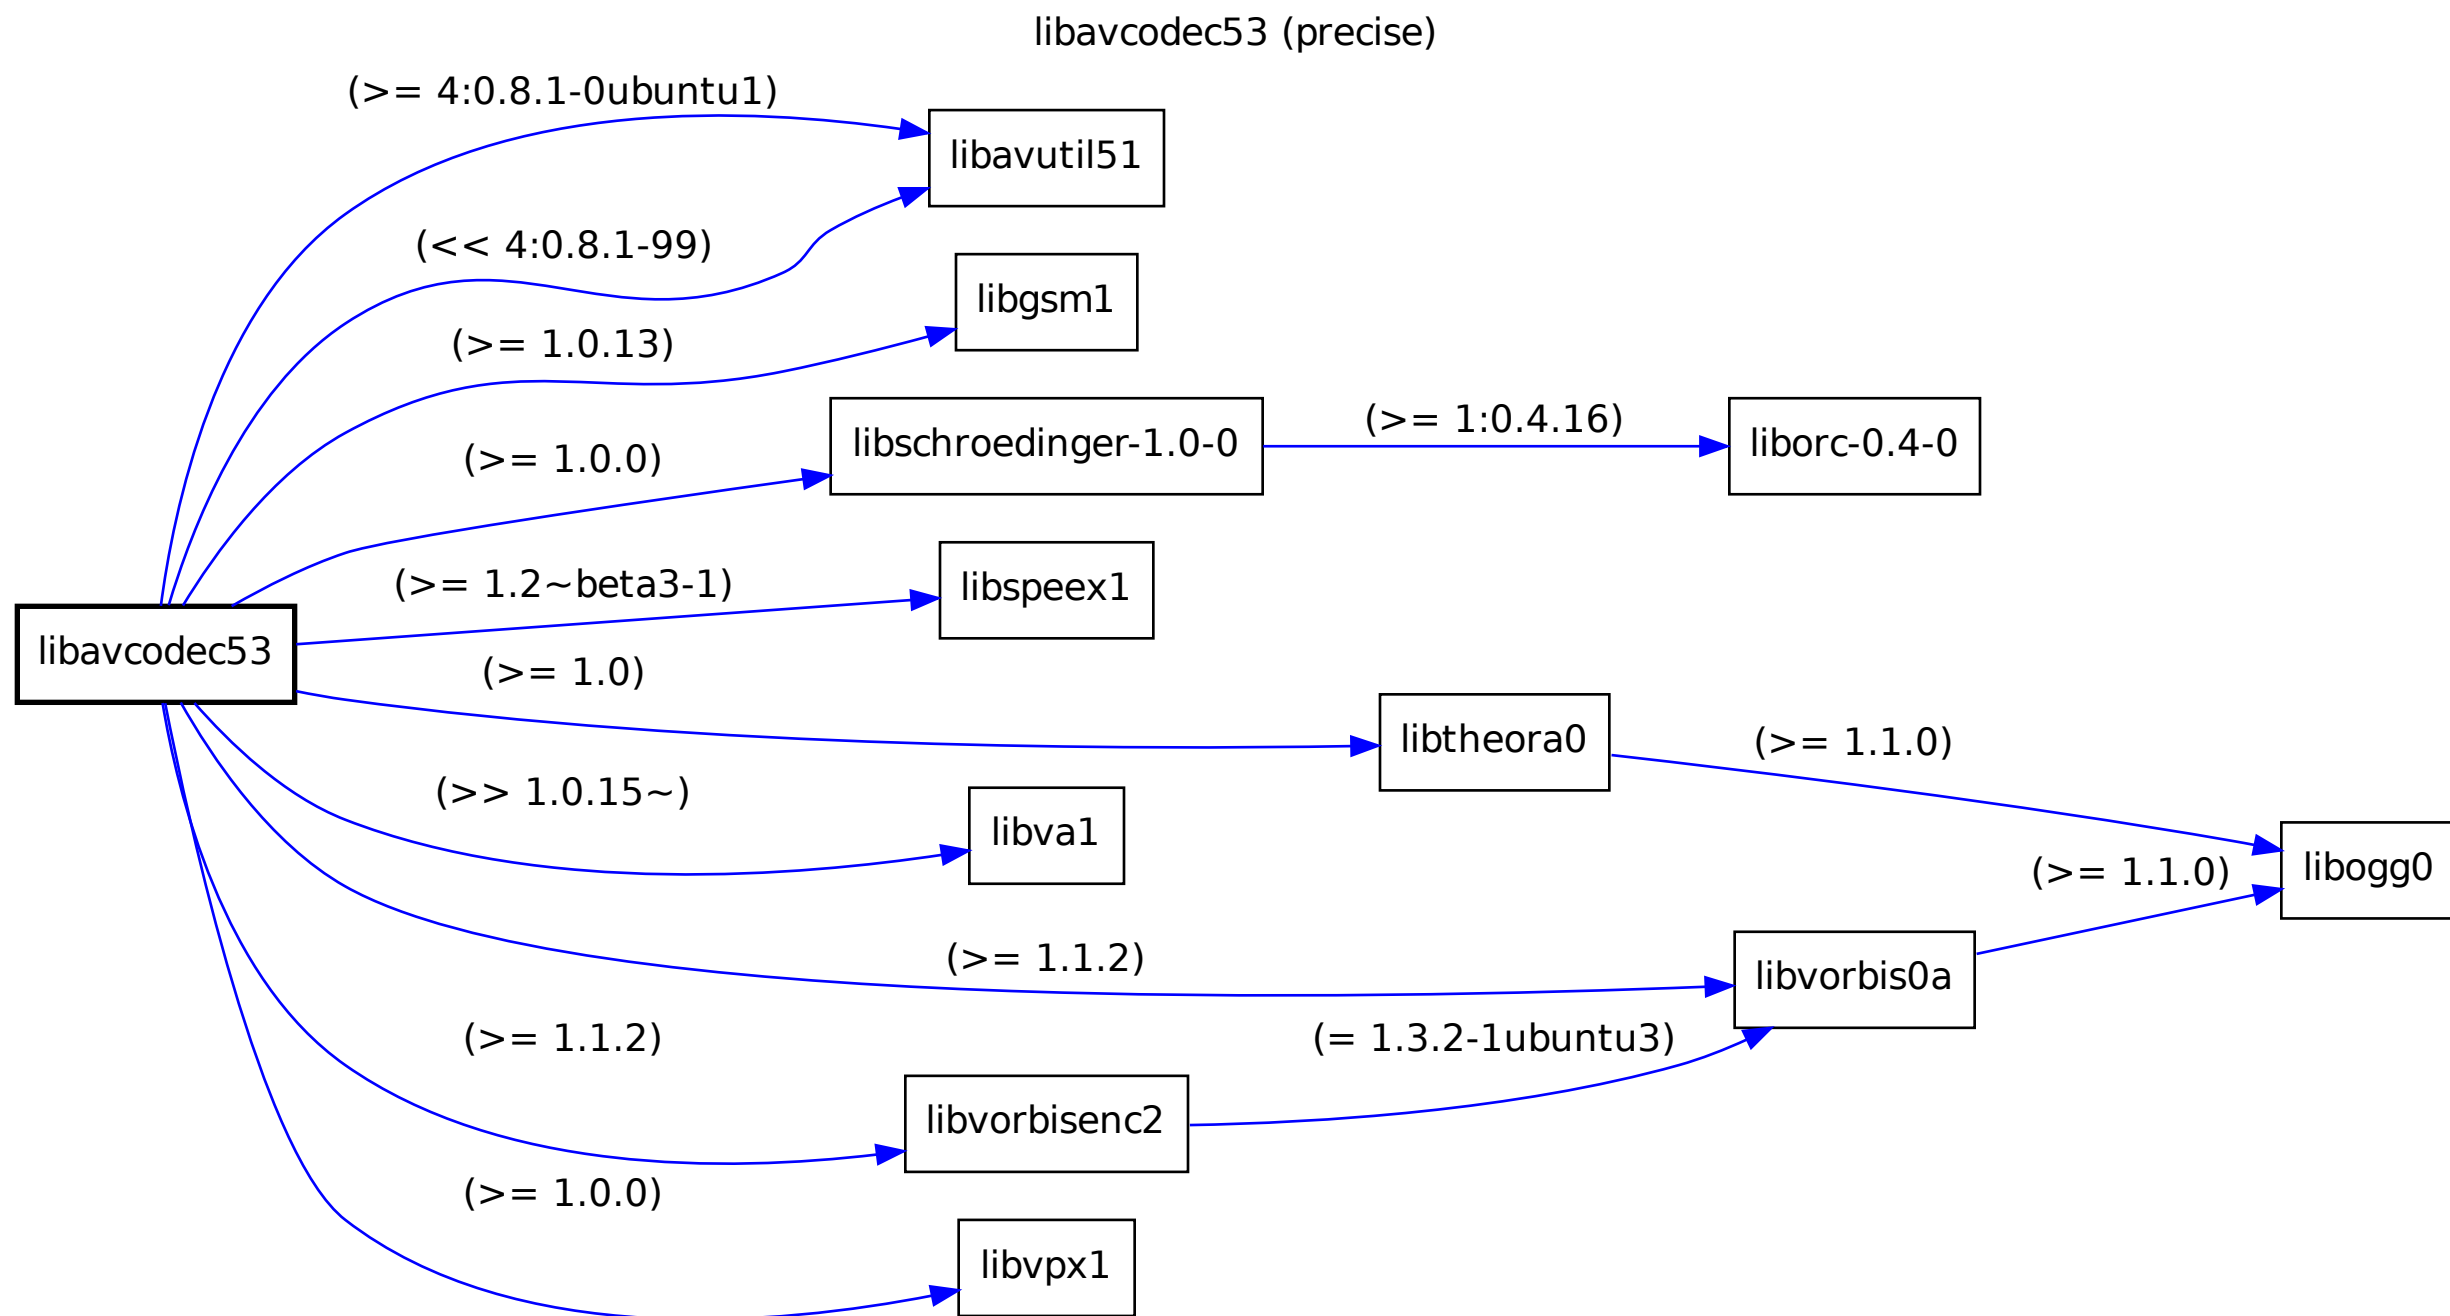 libavcodec53 (precise)
(>= 4:0.8.1-0ubuntu1)
libavutil51
(<< 4:0.8.1-99)
libgsm1
(>= 1.0.13)
libschroedinger-1.0-0
(>= 1:0.4.16)
liborc-0.4-0
(>= 1.0.0)
(>= 1.2~beta3-1)
libspeex1
libavcodec53
(>= 1.0)
libtheora0
(>= 1.1.0)
(>> 1.0.15~)
libva1
libogg0
(>= 1.1.0)
(>= 1.1.2)
libvorbis0a
(>= 1.1.2)
(= 1.3.2-1ubuntu3)
libvorbisenc2
(>= 1.0.0)
libvpx1